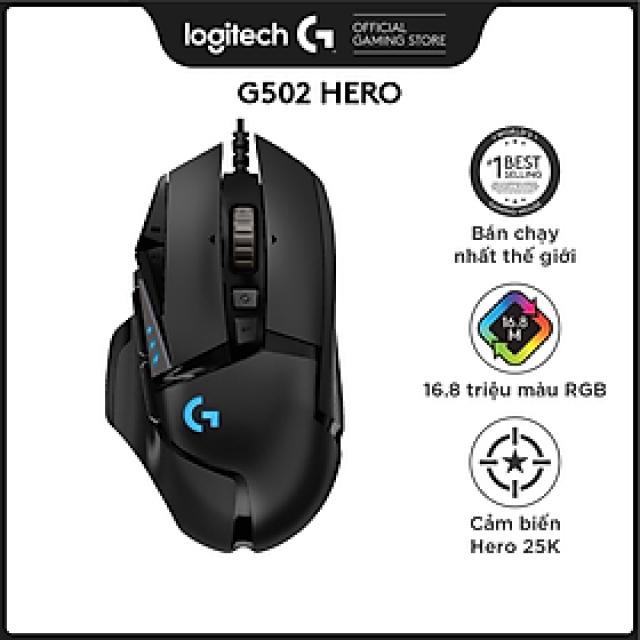 logitech G
OFFICIAL
GAMING STORE
G502 HERO
#1 BEST
SELLING
Bán chạy
nhất thế giới
16.8
M
16.8 triệu màu RGB
Cảm biến
Hero 25K